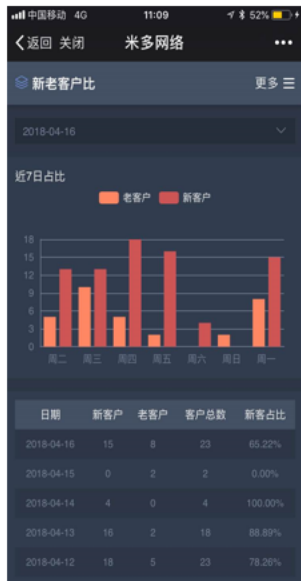 中国移动 4G 11:09 52%
返回 关闭 米多网络
新老客户比 更多
2018-04-16
近7日占比
老客户 新客户
18
15
12
9
6
3
0
周二 周三 周四 周五 周六 周日 周一
日期 新客户 老客户 客户总数 新客占比
2018-04-16 15 8 23 65.22%
2018-04-15 0 2 2 0.00%
2018-04-14 4 0 4 100.00%
2018-04-13 16 2 18 88.89%
2018-04-12 18 5 23 78.26%